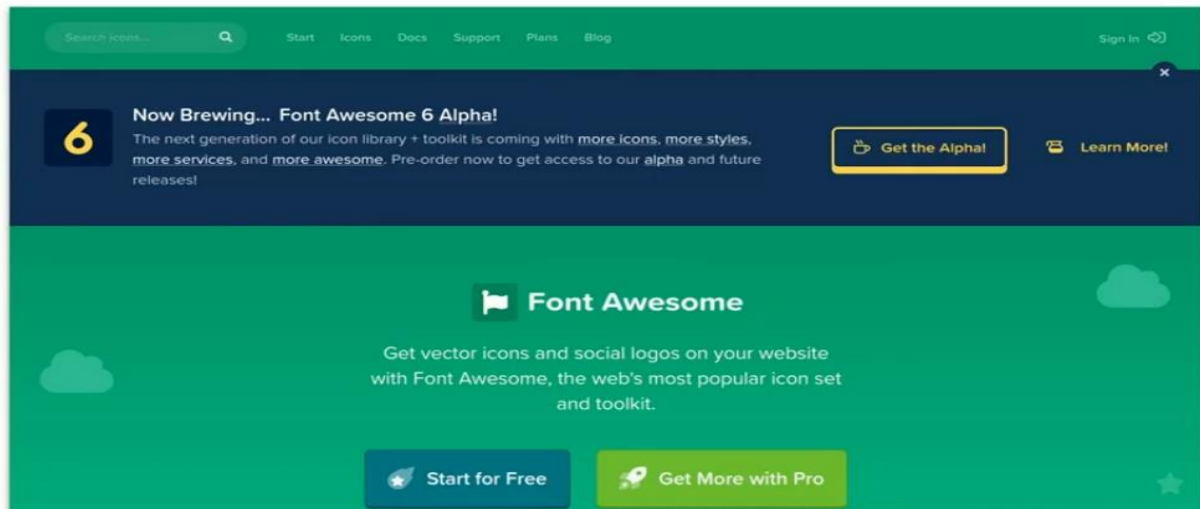 Search icons...
Start Icons Docs Support Plans Blog
Sign In
6
Now Brewing... Font Awesome 6 Alpha!
The next generation of our icon library + toolkit is coming with more icons, more styles,
more services, and more awesome. Pre-order now to get access to our alpha and future
releases!
Get the Alpha!
Learn More!
Font Awesome
Get vector icons and social logos on your website
with Font Awesome, the web's most popular icon set
and toolkit.
Start for Free
Get More with Pro